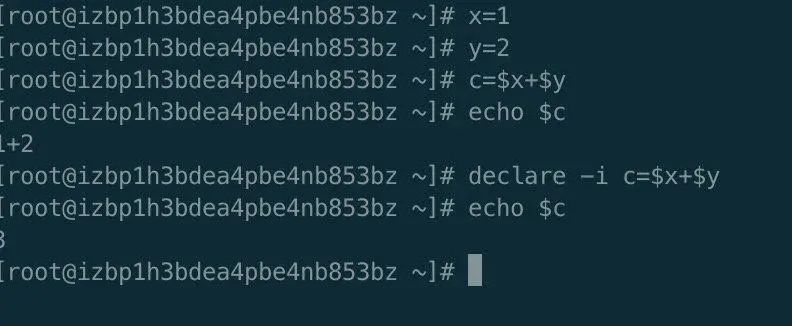 [root@izbp1h3bdea4pbe4nb853bz ~]# x=1
[root@izbp1h3bdea4pbe4nb853bz ~]# y=2
[root@izbp1h3bdea4pbe4nb853bz ~]# c=$x+$y
[root@izbp1h3bdea4pbe4nb853bz ~]# echo $c
1+2
[root@izbp1h3bdea4pbe4nb853bz ~]# declare -i c=$x+$y
[root@izbp1h3bdea4pbe4nb853bz ~]# echo $c
3
[root@izbp1h3bdea4pbe4nb853bz ~]#